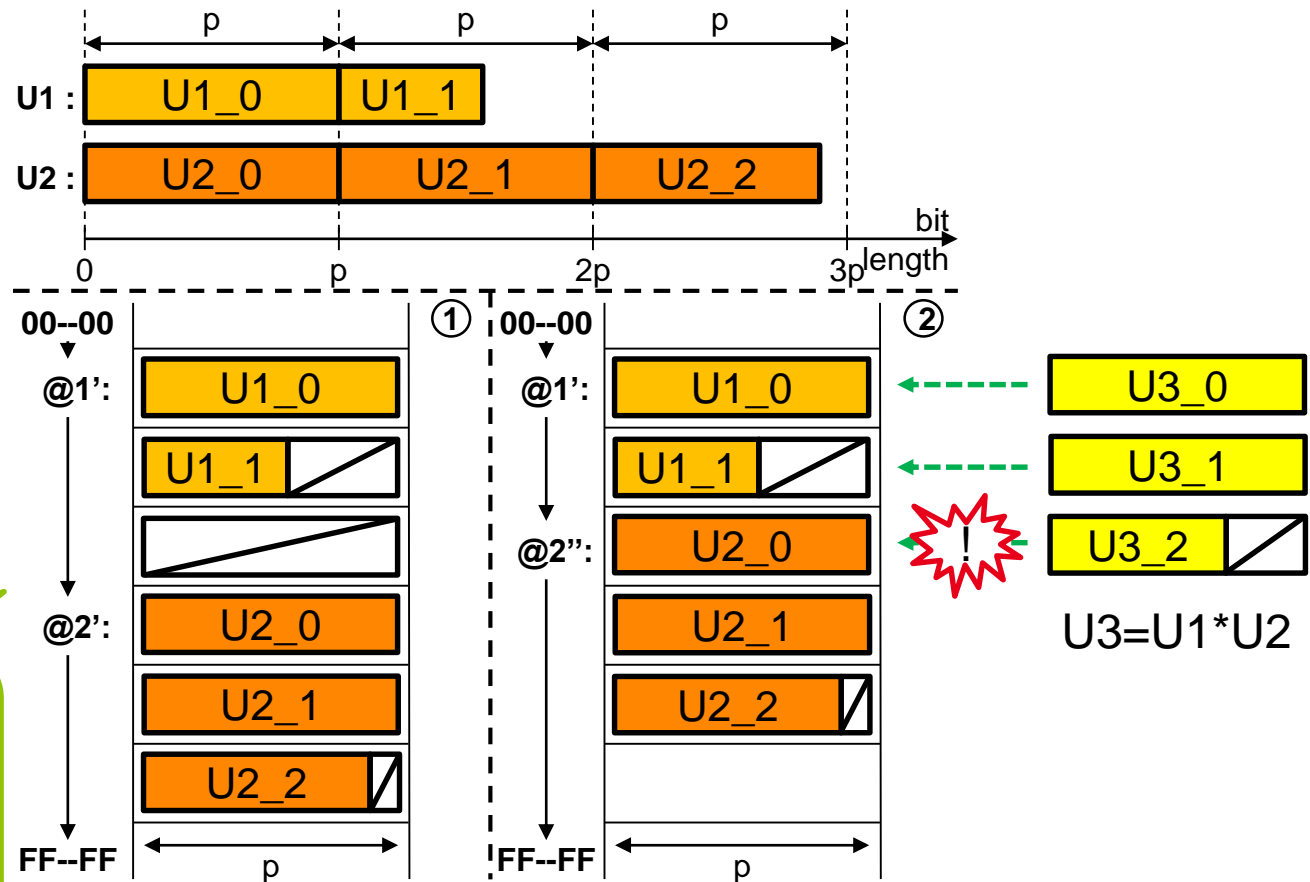 p p p
U1 : U1_0 U1_1
U2 : U2_0 U2_1 U2_2
bit
length
0 p 2p 3p
①
00--00
@1’: U1_0
U1_1
@2’: U2_0
U2_1
U2_2
FF--FF
p
②
00--00
@1’: U1_0
U1_1
@2’’: U2_0
U2_1
U2_2
FF--FF
p
U3_0
U3_1
! U3_2
U3=U1*U2